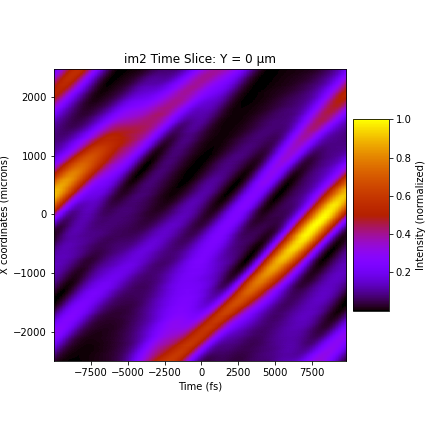 im2 Time Slice: Y = 0 μm
2000
1000
0
−1000
−2000
X coordinates (microns)
−7500 −5000 −2500 0 2500 5000 7500
Time (fs)
1.0
0.8
0.6
0.4
0.2
Intensity (normalized)